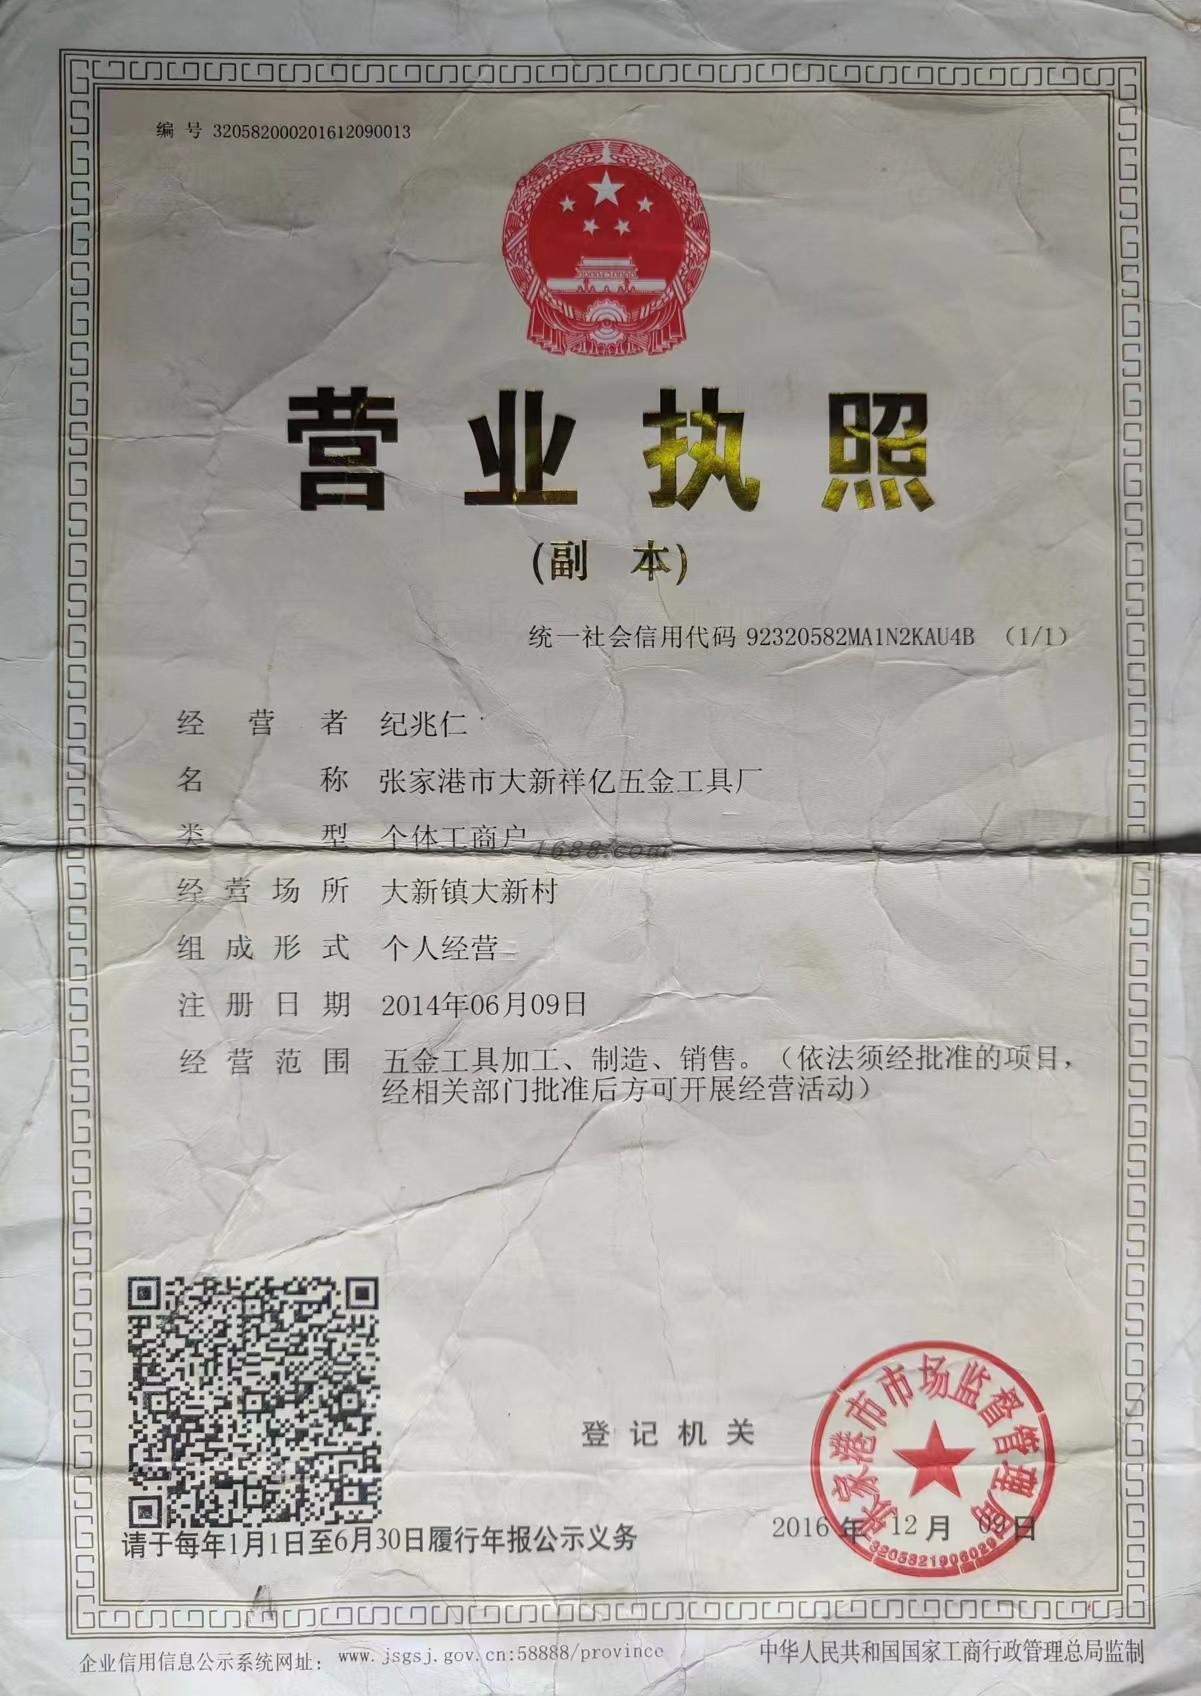 编号 320582000201612090013
营业执照
(副本)
统一社会信用代码 92320582MA1N2KAU4B （1/1）
经营者 纪兆仁
名称 张家港市大新祥亿五金工具厂
类型 个体工商户
1688.com
经营场所 大新镇大新村
组成形式 个人经营
注册日期 2014年06月09日
经营范围 五金工具加工、制造、销售。（依法须经批准的项目，
经相关部门批准后方可开展经营活动）
登记机关
张家港市市场监督管理局
2016年12月09日
请于每年1月1日至6月30日履行年报公示义务
企业信用信息公示系统网址： www.jsgsj.gov.cn:58888/province
中华人民共和国国家工商行政管理总局监制